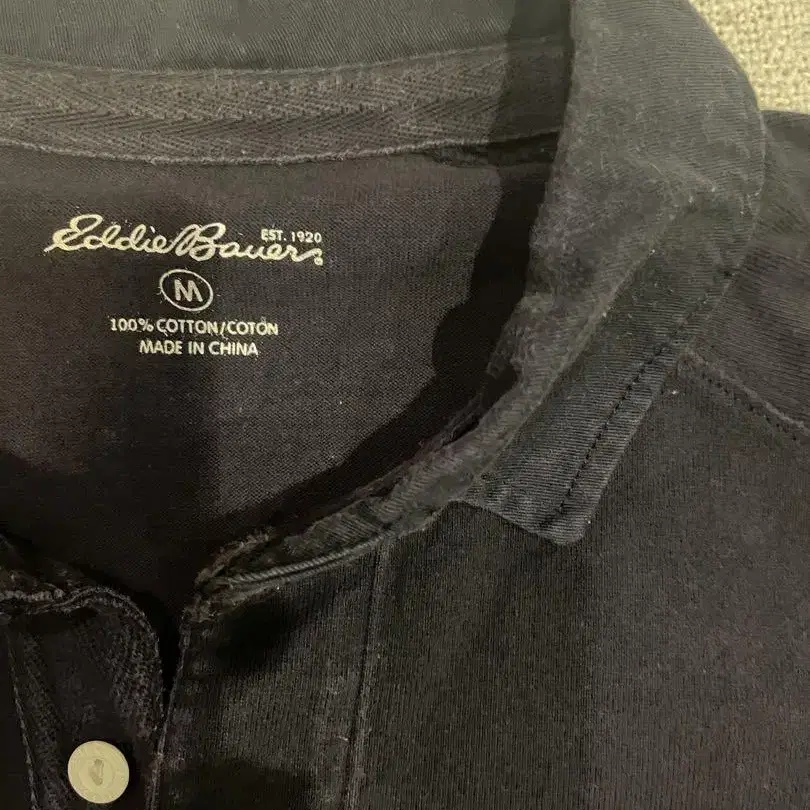 EST. 1920
Eddie Bauer
M
100% COTTON/COTON
MADE IN CHINA